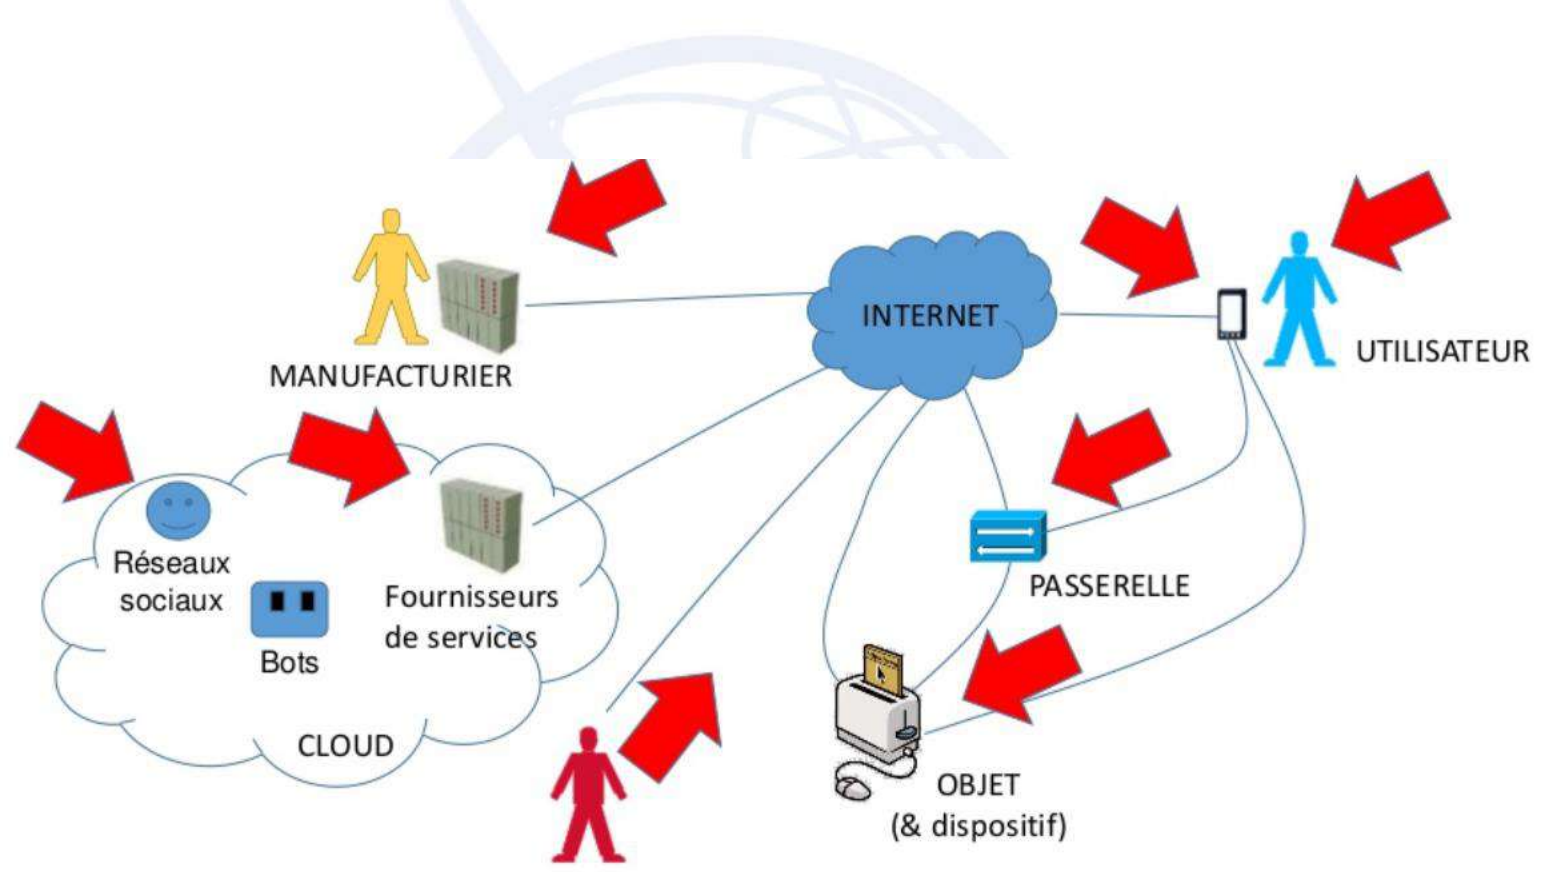 INTERNET
UTILISATEUR
MANUFACTURIER
Réseaux
sociaux
Fournisseurs
de services
PASSERELLE
Bots
CLOUD
OBJET
(& dispositif)